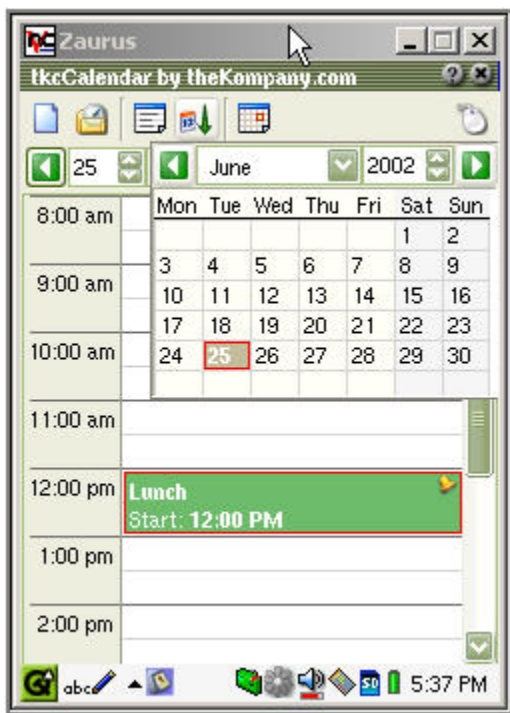 Zaurus
tkcCalendar by theKompany.com
25 June 2002
Mon Tue Wed Thu Fri Sat Sun
1 2
3 4 5 6 7 8 9
10 11 12 13 14 15 16
17 18 19 20 21 22 23
24 25 26 27 28 29 30
8:00 am
9:00 am
10:00 am
11:00 am
12:00 pm Lunch
Start: 12:00 PM
1:00 pm
2:00 pm
abc SD 5:37 PM